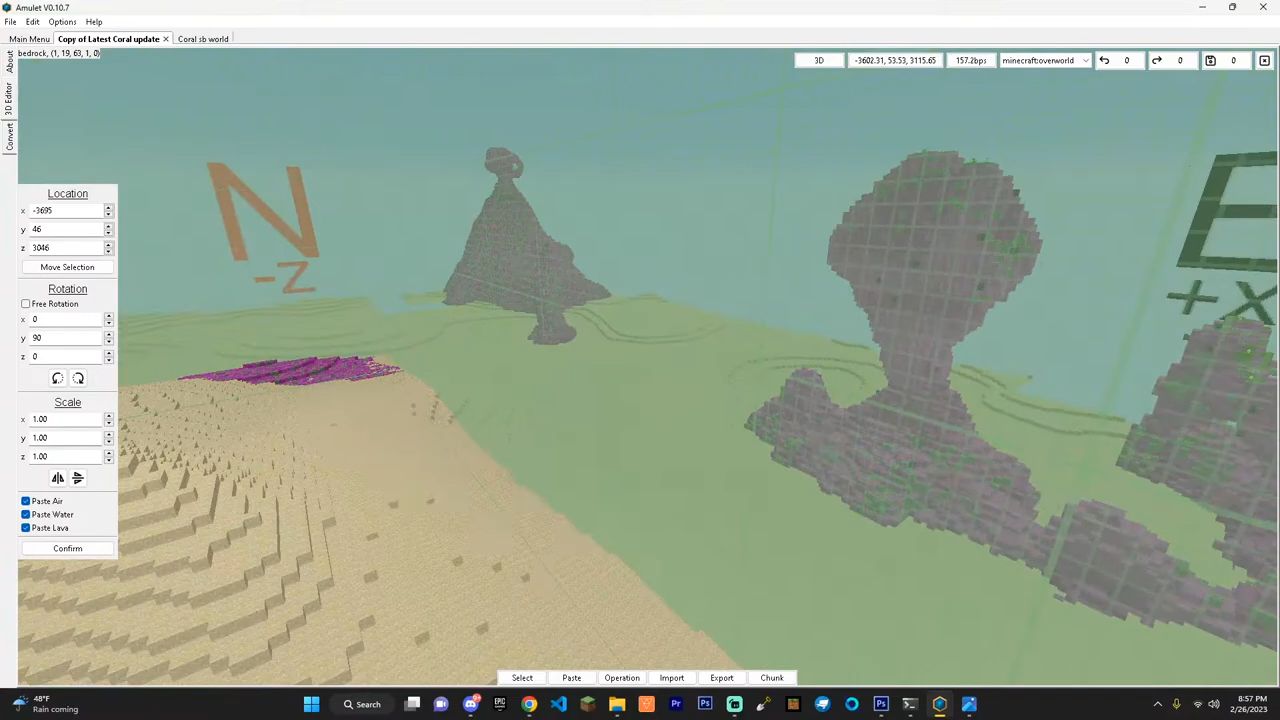 Amulet V0.10.7
File Edit Options Help
Main Menu Copy of Latest Coral update Coral sb world
bedrock, (1, 19, 63, 1, 0)
3D -3602.31, 53.53, 3115.65 157.2bps minecraft:overworld 0 0 0
About
3D Editor
Convert
N
-Z
E
+X
Location
x -3695
y 46
z 3046
Move Selection
Rotation
Free Rotation
x 0
y 90
z 0
Scale
x 1.00
y 1.00
z 1.00
Paste Air
Paste Water
Paste Lava
Confirm
Select Paste Operation Import Export Chunk
48°F
Rain coming
Search
8:57 PM
2/26/2023